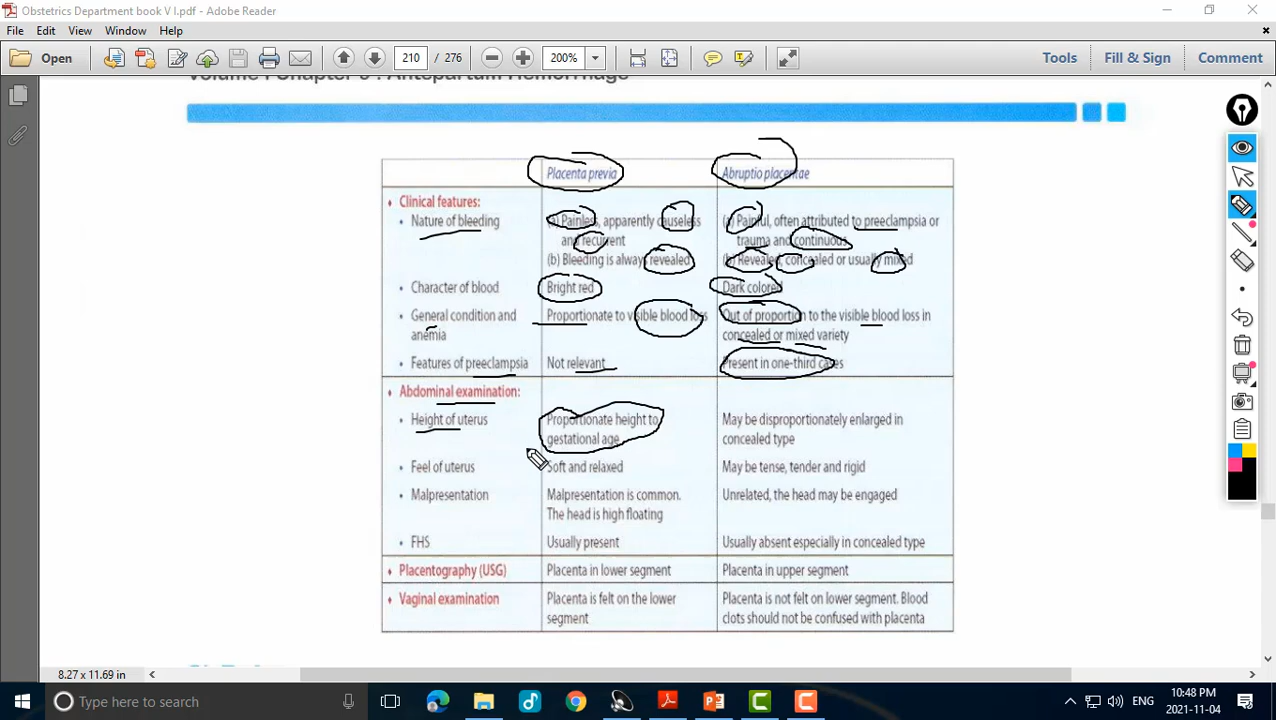 Obstetrics Department book V I.pdf - Adobe Reader
File Edit View Window Help
Open 210 / 276 200% Tools Fill & Sign Comment
Volume I Chapter : Antepartum Hemorrhage
Placenta previa Abruptio placentae
Clinical features:
• Nature of bleeding (a) Painless, apparently causeless (a) Painful, often attributed to preeclampsia or
and recurrent trauma and continuous
(b) Bleeding is always revealed (b) Revealed, concealed or usually mixed
• Character of blood Bright red Dark colored
• General condition and Proportionate to visible blood loss Out of proportion to the visible blood loss in
anemia concealed or mixed variety
• Features of preeclampsia Not relevant Present in one-third cases
Abdominal examination:
• Height of uterus Proportionate height to May be disproportionately enlarged in
gestational age concealed type
• Feel of uterus Soft and relaxed May be tense, tender and rigid
• Malpresentation Malpresentation is common. Unrelated, the head may be engaged
The head is high floating
• FHS Usually present Usually absent especially in concealed type
Placentography (USG) Placenta in lower segment Placenta in upper segment
Vaginal examination Placenta is felt on the lower Placenta is not felt on lower segment. Blood
segment clots should not be confused with placenta
8.27 x 11.69 in
Type here to search ENG 10:48 PM
2021-11-04